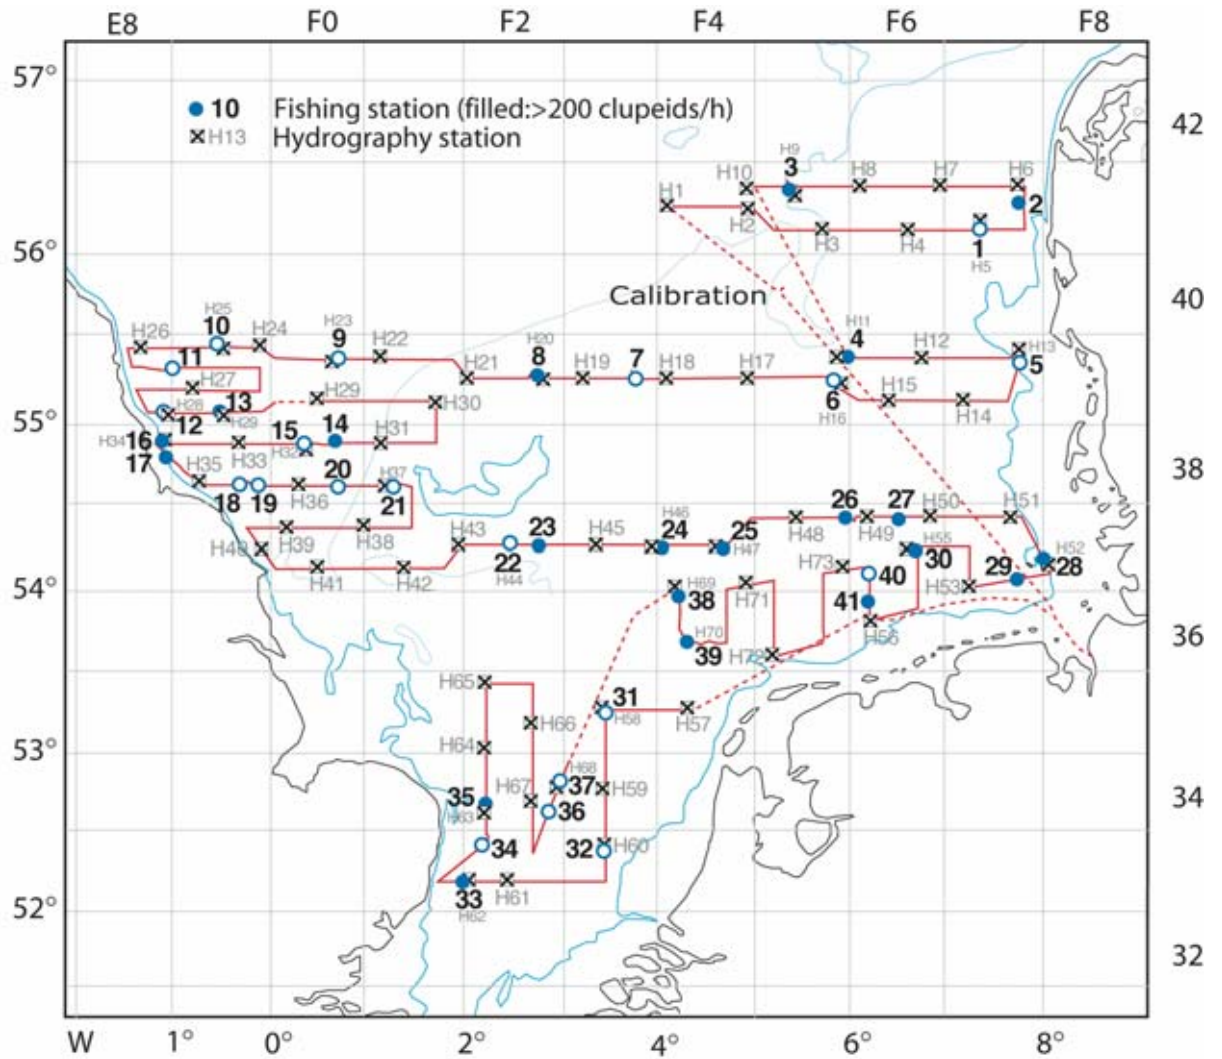 E8 F0 F2 F4 F6 F8
57°
10 Fishing station (filled:>200 clupeids/h)
H13 Hydrography station
42
H9
3
H10 H8 H7 H6
H1
2
H2 H3 H4 1
H5
56°
Calibration
40
H25 H23
H26 10 H24 9 H22
H20
8 H19 7 H18 H17
H21
H11
4 H12 H13
5
11
H27
H29 H30
6
H16
H15 H14
H28 13
12 H29
55°
H34 16
17
H33 15 14 H31
H32
38
H35 20 H37
18 19 H36 21
H40 H39 H38
H41 H42
H43 23 H45 H46
24 25
22
H44
H47
26 27 H50 H51
H48 H49
H55
30
H52
28
29
H53
54°
H73 40
41
H56
H69
38
H71
H70
39
H72
36
H65
31
H58
H57
H66
53°
H64
H68
H67 37 H59
35
H63
36
34
34 32 H60
33 H61
H62
52°
32
W 1° 0° 2° 4° 6° 8°